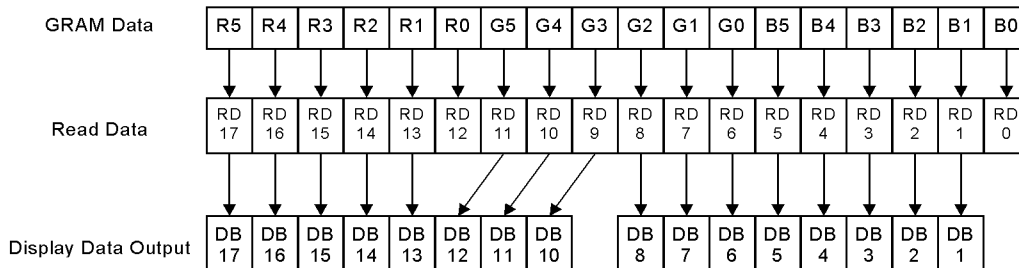 GRAM Data R5 R4 R3 R2 R1 R0 G5 G4 G3 G2 G1 G0 B5 B4 B3 B2 B1 B0
Read Data RD 17 RD 16 RD 15 RD 14 RD 13 RD 12 RD 11 RD 10 RD 9 RD 8 RD 7 RD 6 RD 5 RD 4 RD 3 RD 2 RD 1 RD 0
Display Data Output DB 17 DB 16 DB 15 DB 14 DB 13 DB 12 DB 11 DB 10 DB 8 DB 7 DB 6 DB 5 DB 4 DB 3 DB 2 DB 1